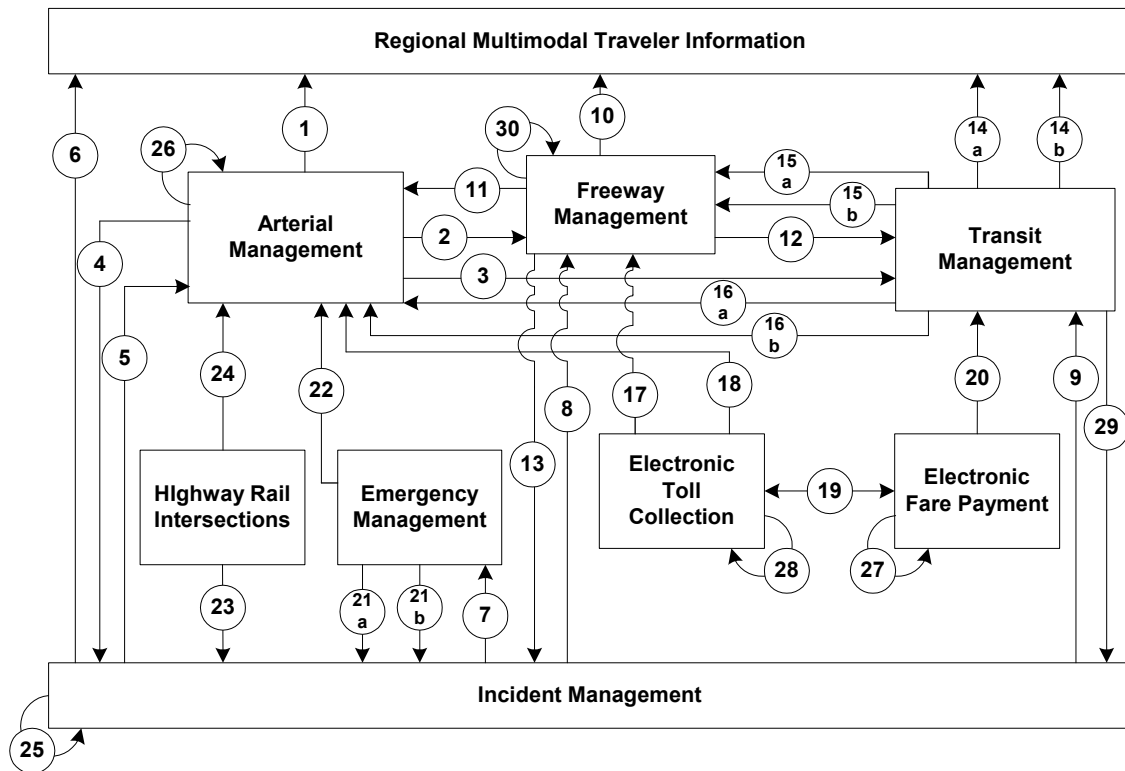 Regional Multimodal Traveler Information
1
10
14
a
14
b
6
26
30
15
a
11
Freeway
Management
15
b
Arterial
Management
2
12
Transit
Management
4
3
16
a
16
b
5
24
22
18
20
9
17
8
29
13
HIghway Rail
Intersections
Emergency
Management
Electronic
Toll
Collection
19
Electronic
Fare Payment
28
27
23
21
a
21
b
7
Incident Management
25